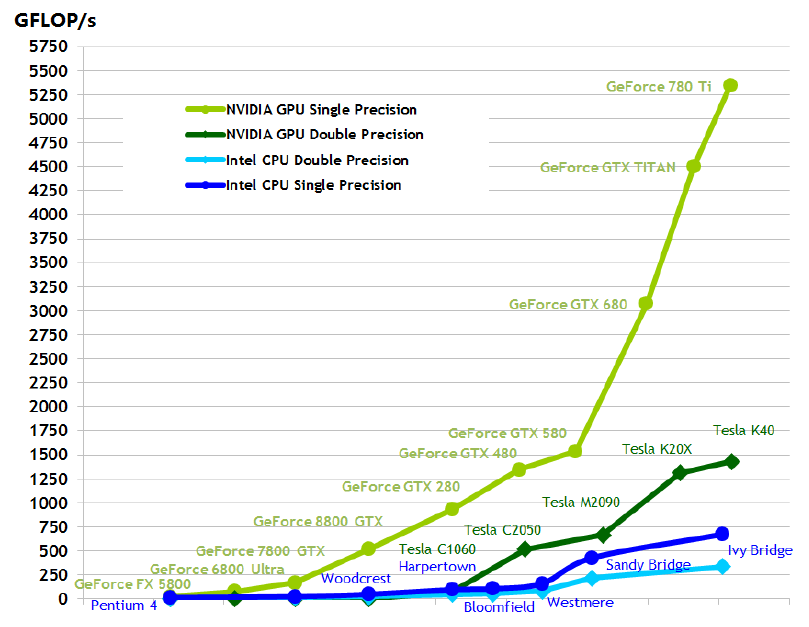 GFLOP/s
5750
5500
5250
5000
4750
4500
4250
4000
3750
3500
3250
3000
2750
2500
2250
2000
1750
1500
1250
1000
750
500
250
0
NVIDIA GPU Single Precision
NVIDIA GPU Double Precision
Intel CPU Double Precision
Intel CPU Single Precision
GeForce 780 Ti
GeForce GTX TITAN
GeForce GTX 680
GeForce GTX 580
GeForce GTX 480
GeForce GTX 280
GeForce 8800 GTX
GeForce 7800 GTX
GeForce 6800 Ultra
GeForce FX 5800
Tesla K40
Tesla K20X
Tesla M2090
Tesla C2050
Tesla C1060
Harpertown
Woodcrest
Pentium 4
Bloomfield
Westmere
Sandy Bridge
Ivy Bridge